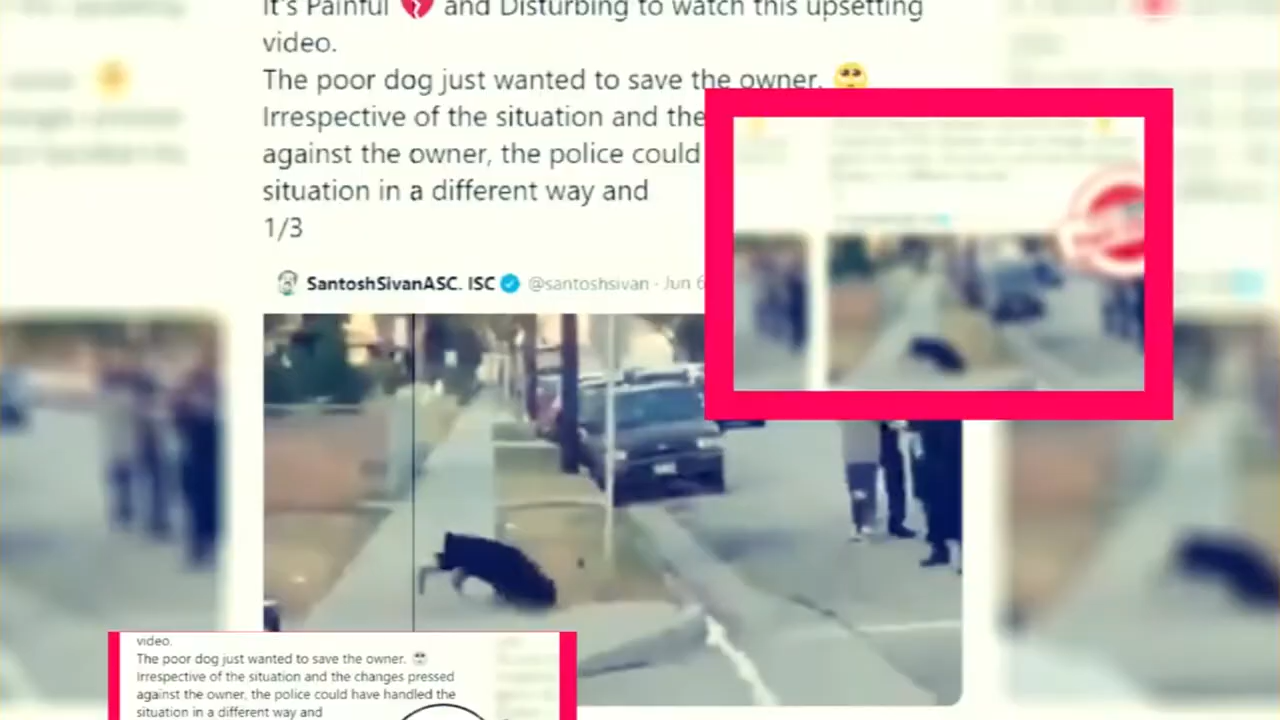 It's Painful 💔 and Disturbing to watch this upsetting
video.
The poor dog just wanted to save the owner. 🥺
Irrespective of the situation and the
against the owner, the police could
situation in a different way and
1/3
SantoshSivanASC. ISC @santoshsivan · Jun 6
video.
The poor dog just wanted to save the owner. 🥺
Irrespective of the situation and the changes pressed
against the owner, the police could have handled the
situation in a different way and